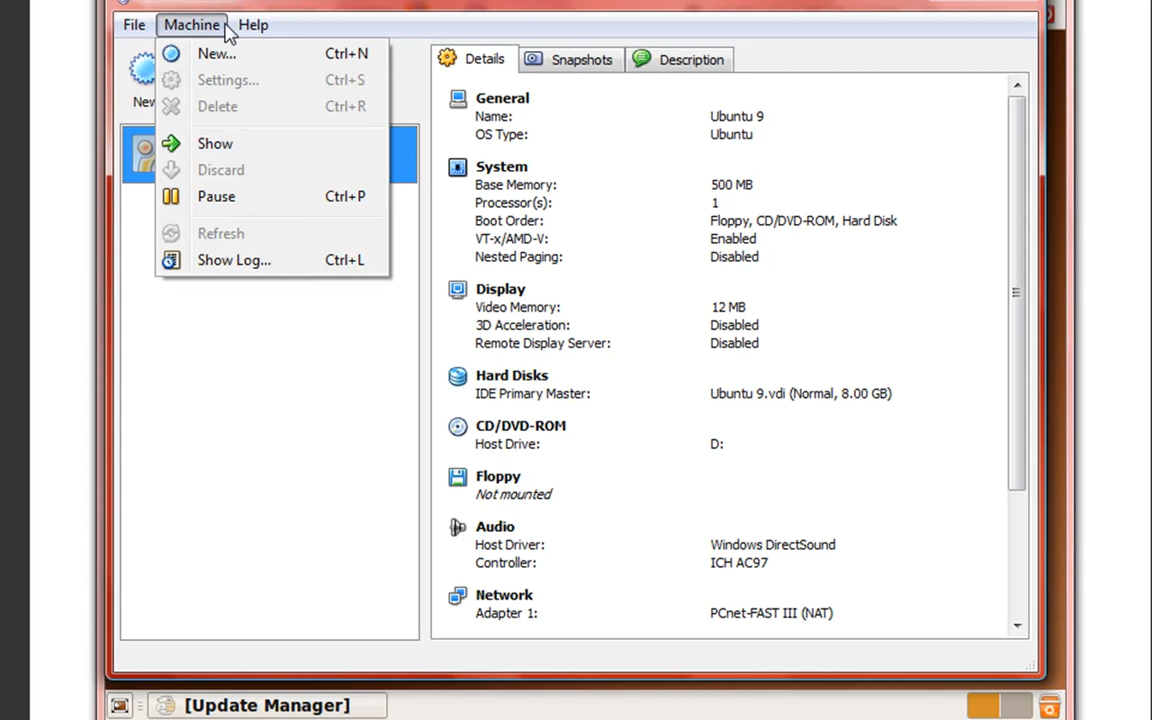 File Machine Help
New... Ctrl+N
Settings... Ctrl+S
Delete Ctrl+R
Show
Discard
Pause Ctrl+P
Refresh
Show Log... Ctrl+L
New
Details Snapshots Description
General
Name: Ubuntu 9
OS Type: Ubuntu
System
Base Memory: 500 MB
Processor(s): 1
Boot Order: Floppy, CD/DVD-ROM, Hard Disk
VT-x/AMD-V: Enabled
Nested Paging: Disabled
Display
Video Memory: 12 MB
3D Acceleration: Disabled
Remote Display Server: Disabled
Hard Disks
IDE Primary Master: Ubuntu 9.vdi (Normal, 8.00 GB)
CD/DVD-ROM
Host Drive: D:
Floppy
Not mounted
Audio
Host Driver: Windows DirectSound
Controller: ICH AC97
Network
Adapter 1: PCnet-FAST III (NAT)
[Update Manager]